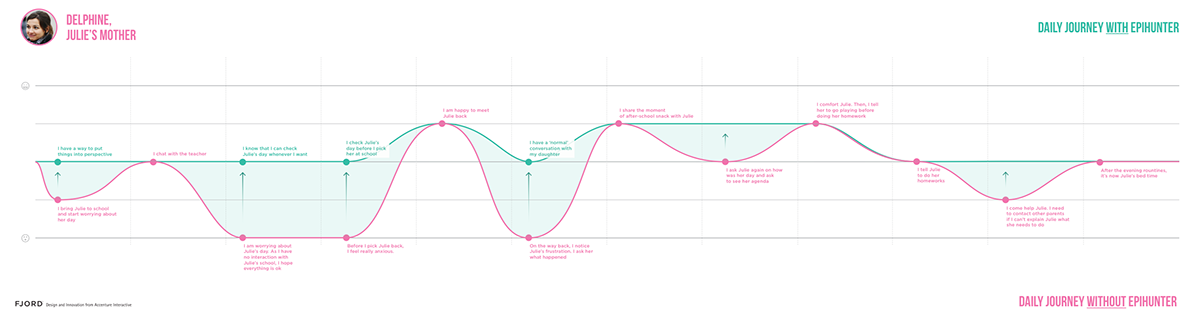 DELPHINE,
JULIE'S MOTHER
DAILY JOURNEY WITH EPIHUNTER
I have a way to put
things into perspective
I bring Julie to school
and start worrying about
her day
I chat with the teacher
I know that I can check
Julie's day whenever I want
I am worrying about
Julie's day. As I have
no interaction with
Julie's school, I hope
everything is ok
I check Julie's
day before I pick
her at school
Before I pick Julie back,
I feel really anxious
I am happy to meet
Julie back
I have a 'normal'
conversation with
my daughter
On the way back, I notice
Julie's frustration. I ask her
what happened
I share the moment
of after-school snack with Julie
I ask Julie again on how
was her day and ask
to see her agenda
I comfort Julie. Then, I tell
her to go playing before
doing her homework
I tell Julie
to do her
homeworks
I come help Julie. I need
to contact other parents
if I can't explain Julie what
she needs to do
After the evening rountines,
it's now Julie's bed time
FJORD Design and Innovation from Accenture Interactive
DAILY JOURNEY WITHOUT EPIHUNTER